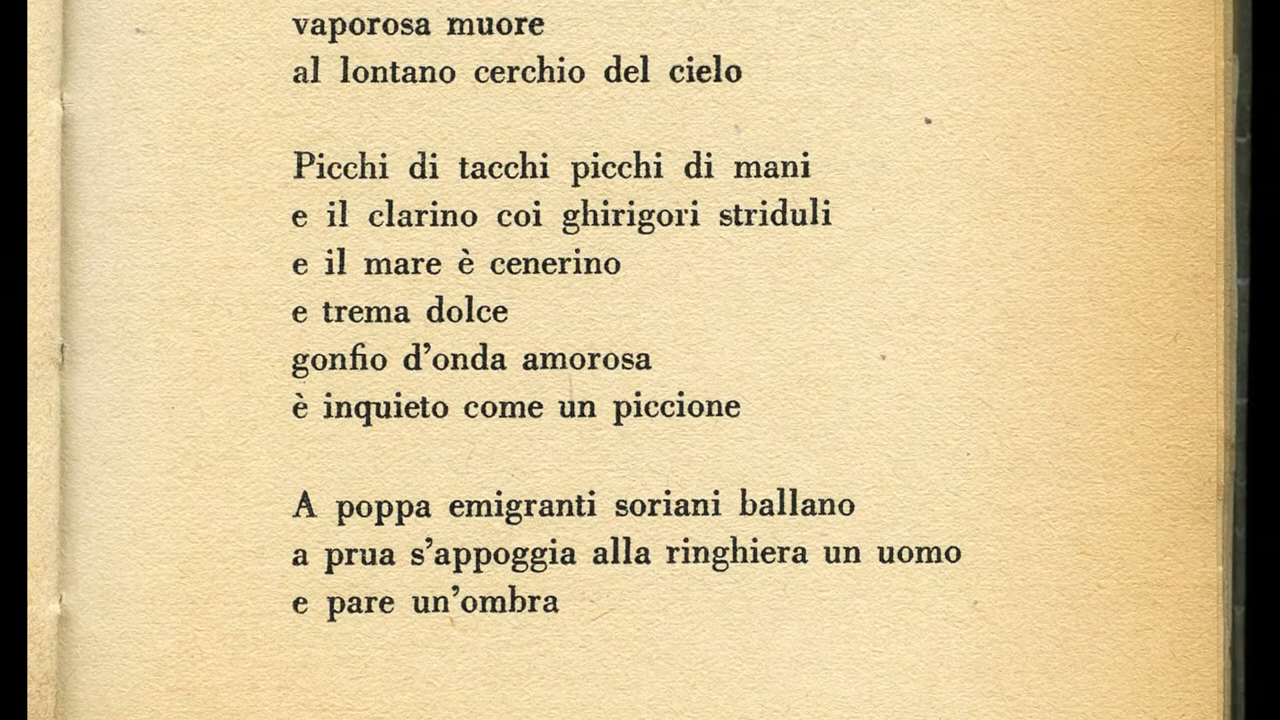 vaporosa muore
al lontano cerchio del cielo
Picchi di tacchi picchi di mani
e il clarino coi ghirigori striduli
e il mare è cenerino
e trema dolce
gonfio d'onda amorosa
è inquieto come un piccione
A poppa emigranti soriani ballano
a prua s'appoggia alla ringhiera un uomo
e pare un'ombra